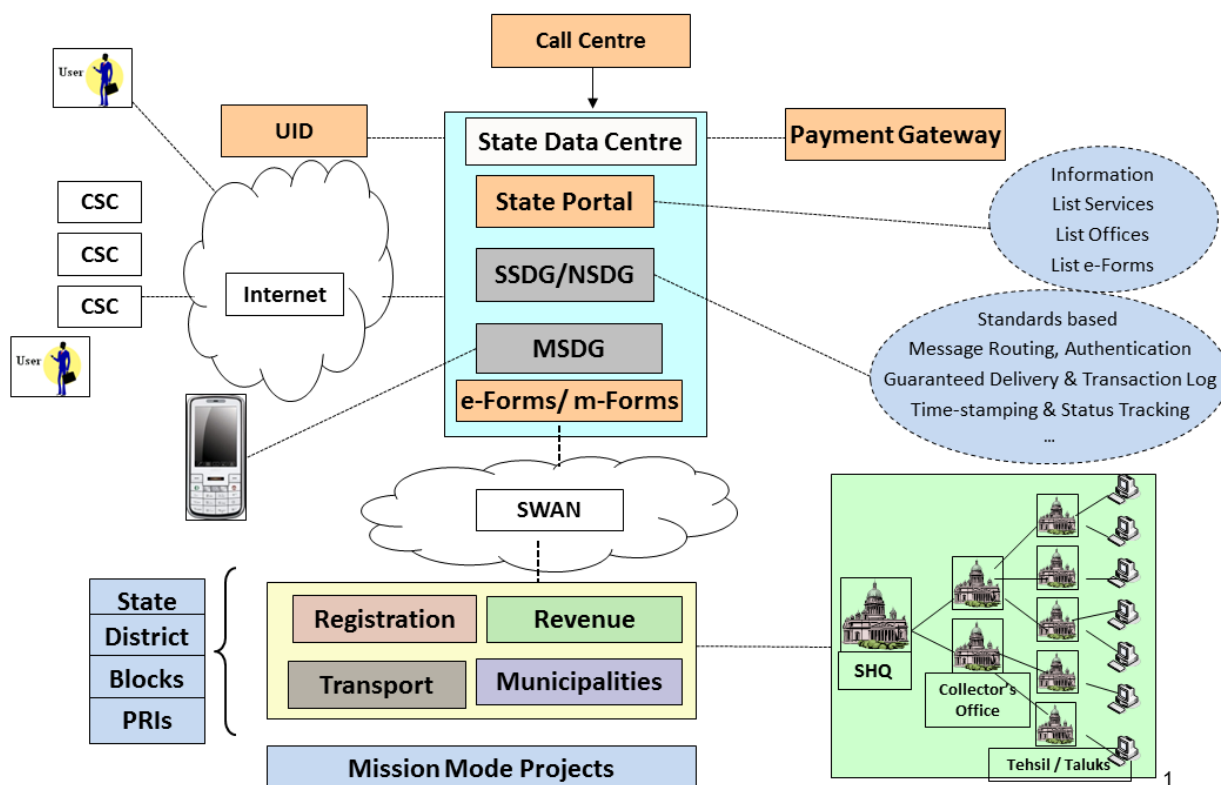 Call Centre
User
UID
State Data Centre
Payment Gateway
Information
List Services
List Offices
List e-Forms
CSC
CSC
CSC
State Portal
Internet
SSDG/NSDG
Standards based
Message Routing, Authentication
Guaranteed Delivery & Transaction Log
Time-stamping & Status Tracking
...
User
MSDG
e-Forms/ m-Forms
SWAN
State
District
Blocks
PRIs
Registration
Revenue
Transport
Municipalities
Mission Mode Projects
SHQ
Collector's
Office
Tehsil / Taluks
1